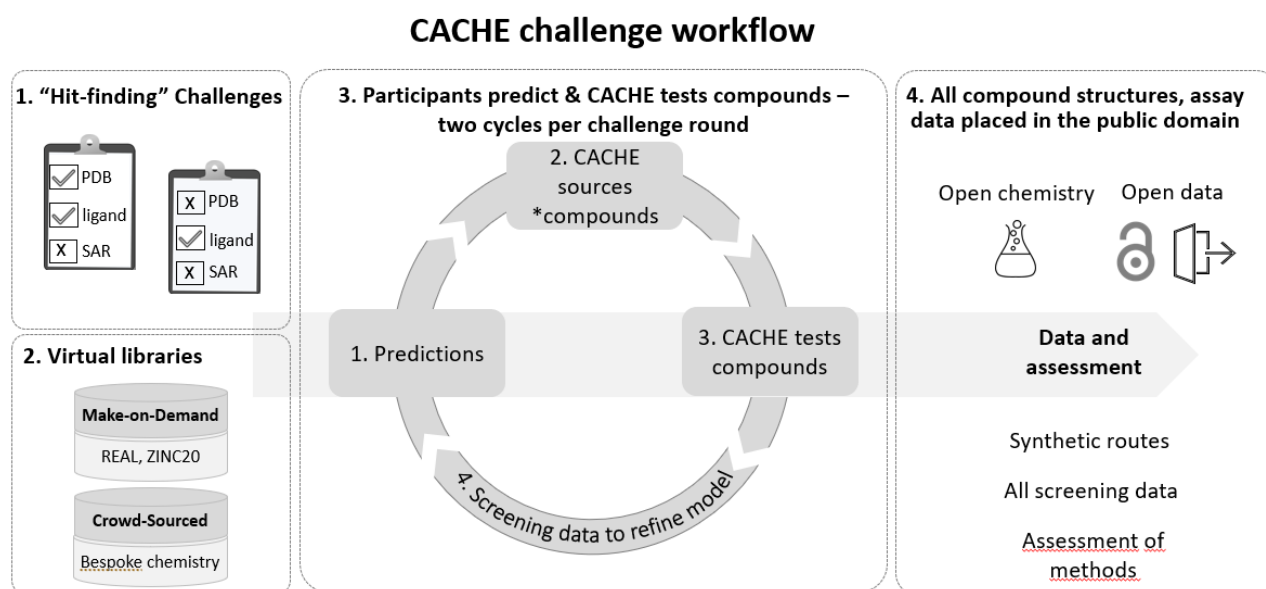 CACHE challenge workflow
1. “Hit-finding” Challenges
PDB
ligand
X SAR
X PDB
ligand
X SAR
2. Virtual libraries
Make-on-Demand
REAL, ZINC20
Crowd-Sourced
Bespoke chemistry
3. Participants predict & CACHE tests compounds –
two cycles per challenge round
1. Predictions
2. CACHE
sources
*compounds
3. CACHE tests
compounds
4. Screening data to refine model
4. All compound structures, assay
data placed in the public domain
Open chemistry
Open data
Data and
assessment
Synthetic routes
All screening data
Assessment of
methods